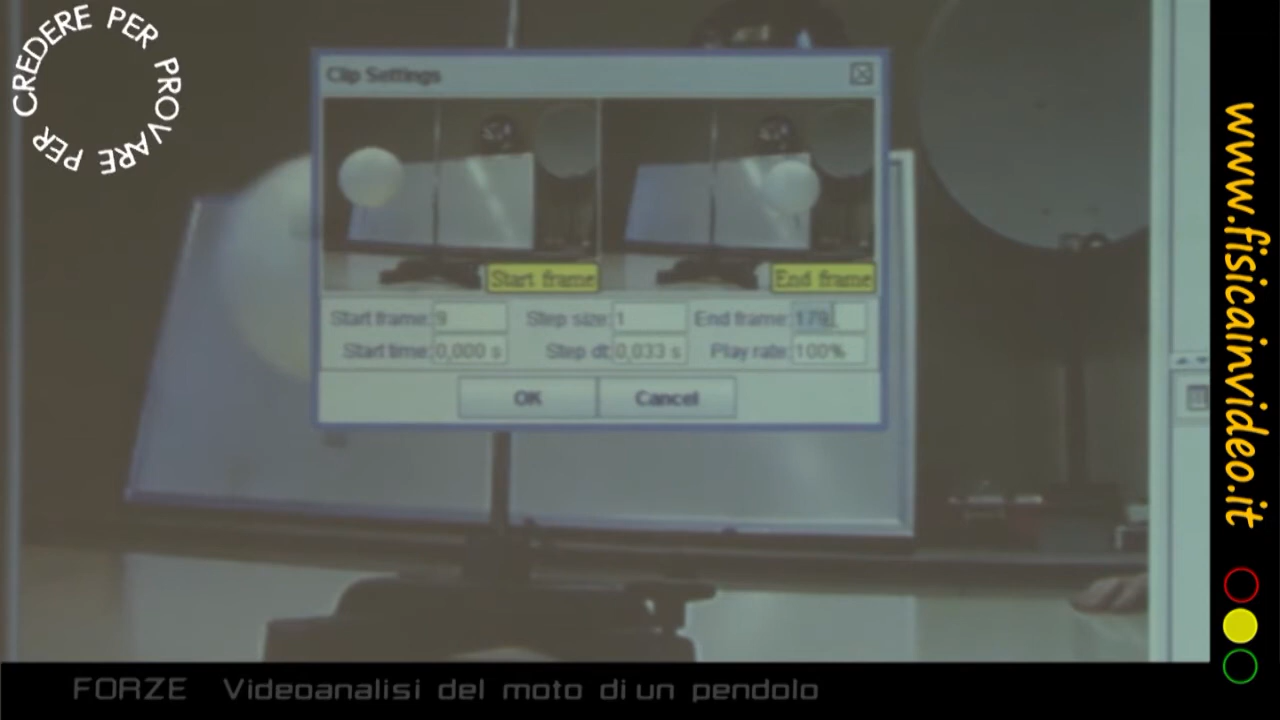 CREDERE PER PROVARE PER
Clip Settings
Start frame
End frame
Start frame: 9
Step size: 1
End frame: 179
Start time: 0,000 s
Step dt: 0,033 s
Play rate: 100%
OK
Cancel
www.fisicainvideo.it
FORZE Videoanalisi del moto di un pendolo